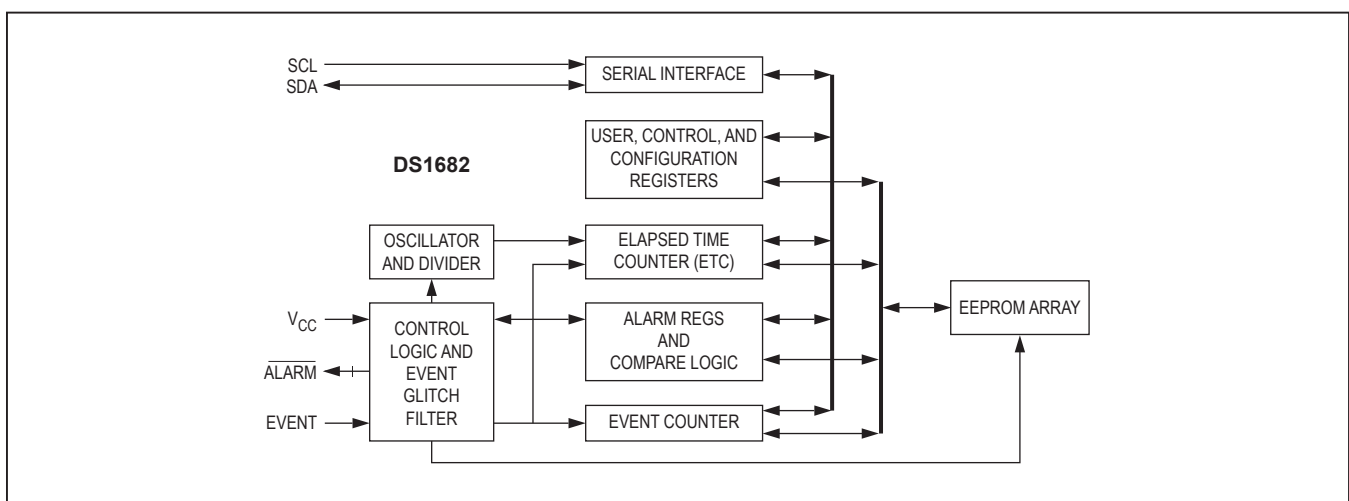 SCL
SDA
SERIAL INTERFACE
USER, CONTROL, AND
CONFIGURATION
REGISTERS
DS1682
OSCILLATOR
AND DIVIDER
ELAPSED TIME
COUNTER (ETC)
VCC
ALARM
EVENT
CONTROL
LOGIC AND
EVENT
GLITCH
FILTER
ALARM REGS
AND
COMPARE LOGIC
EVENT COUNTER
EEPROM ARRAY